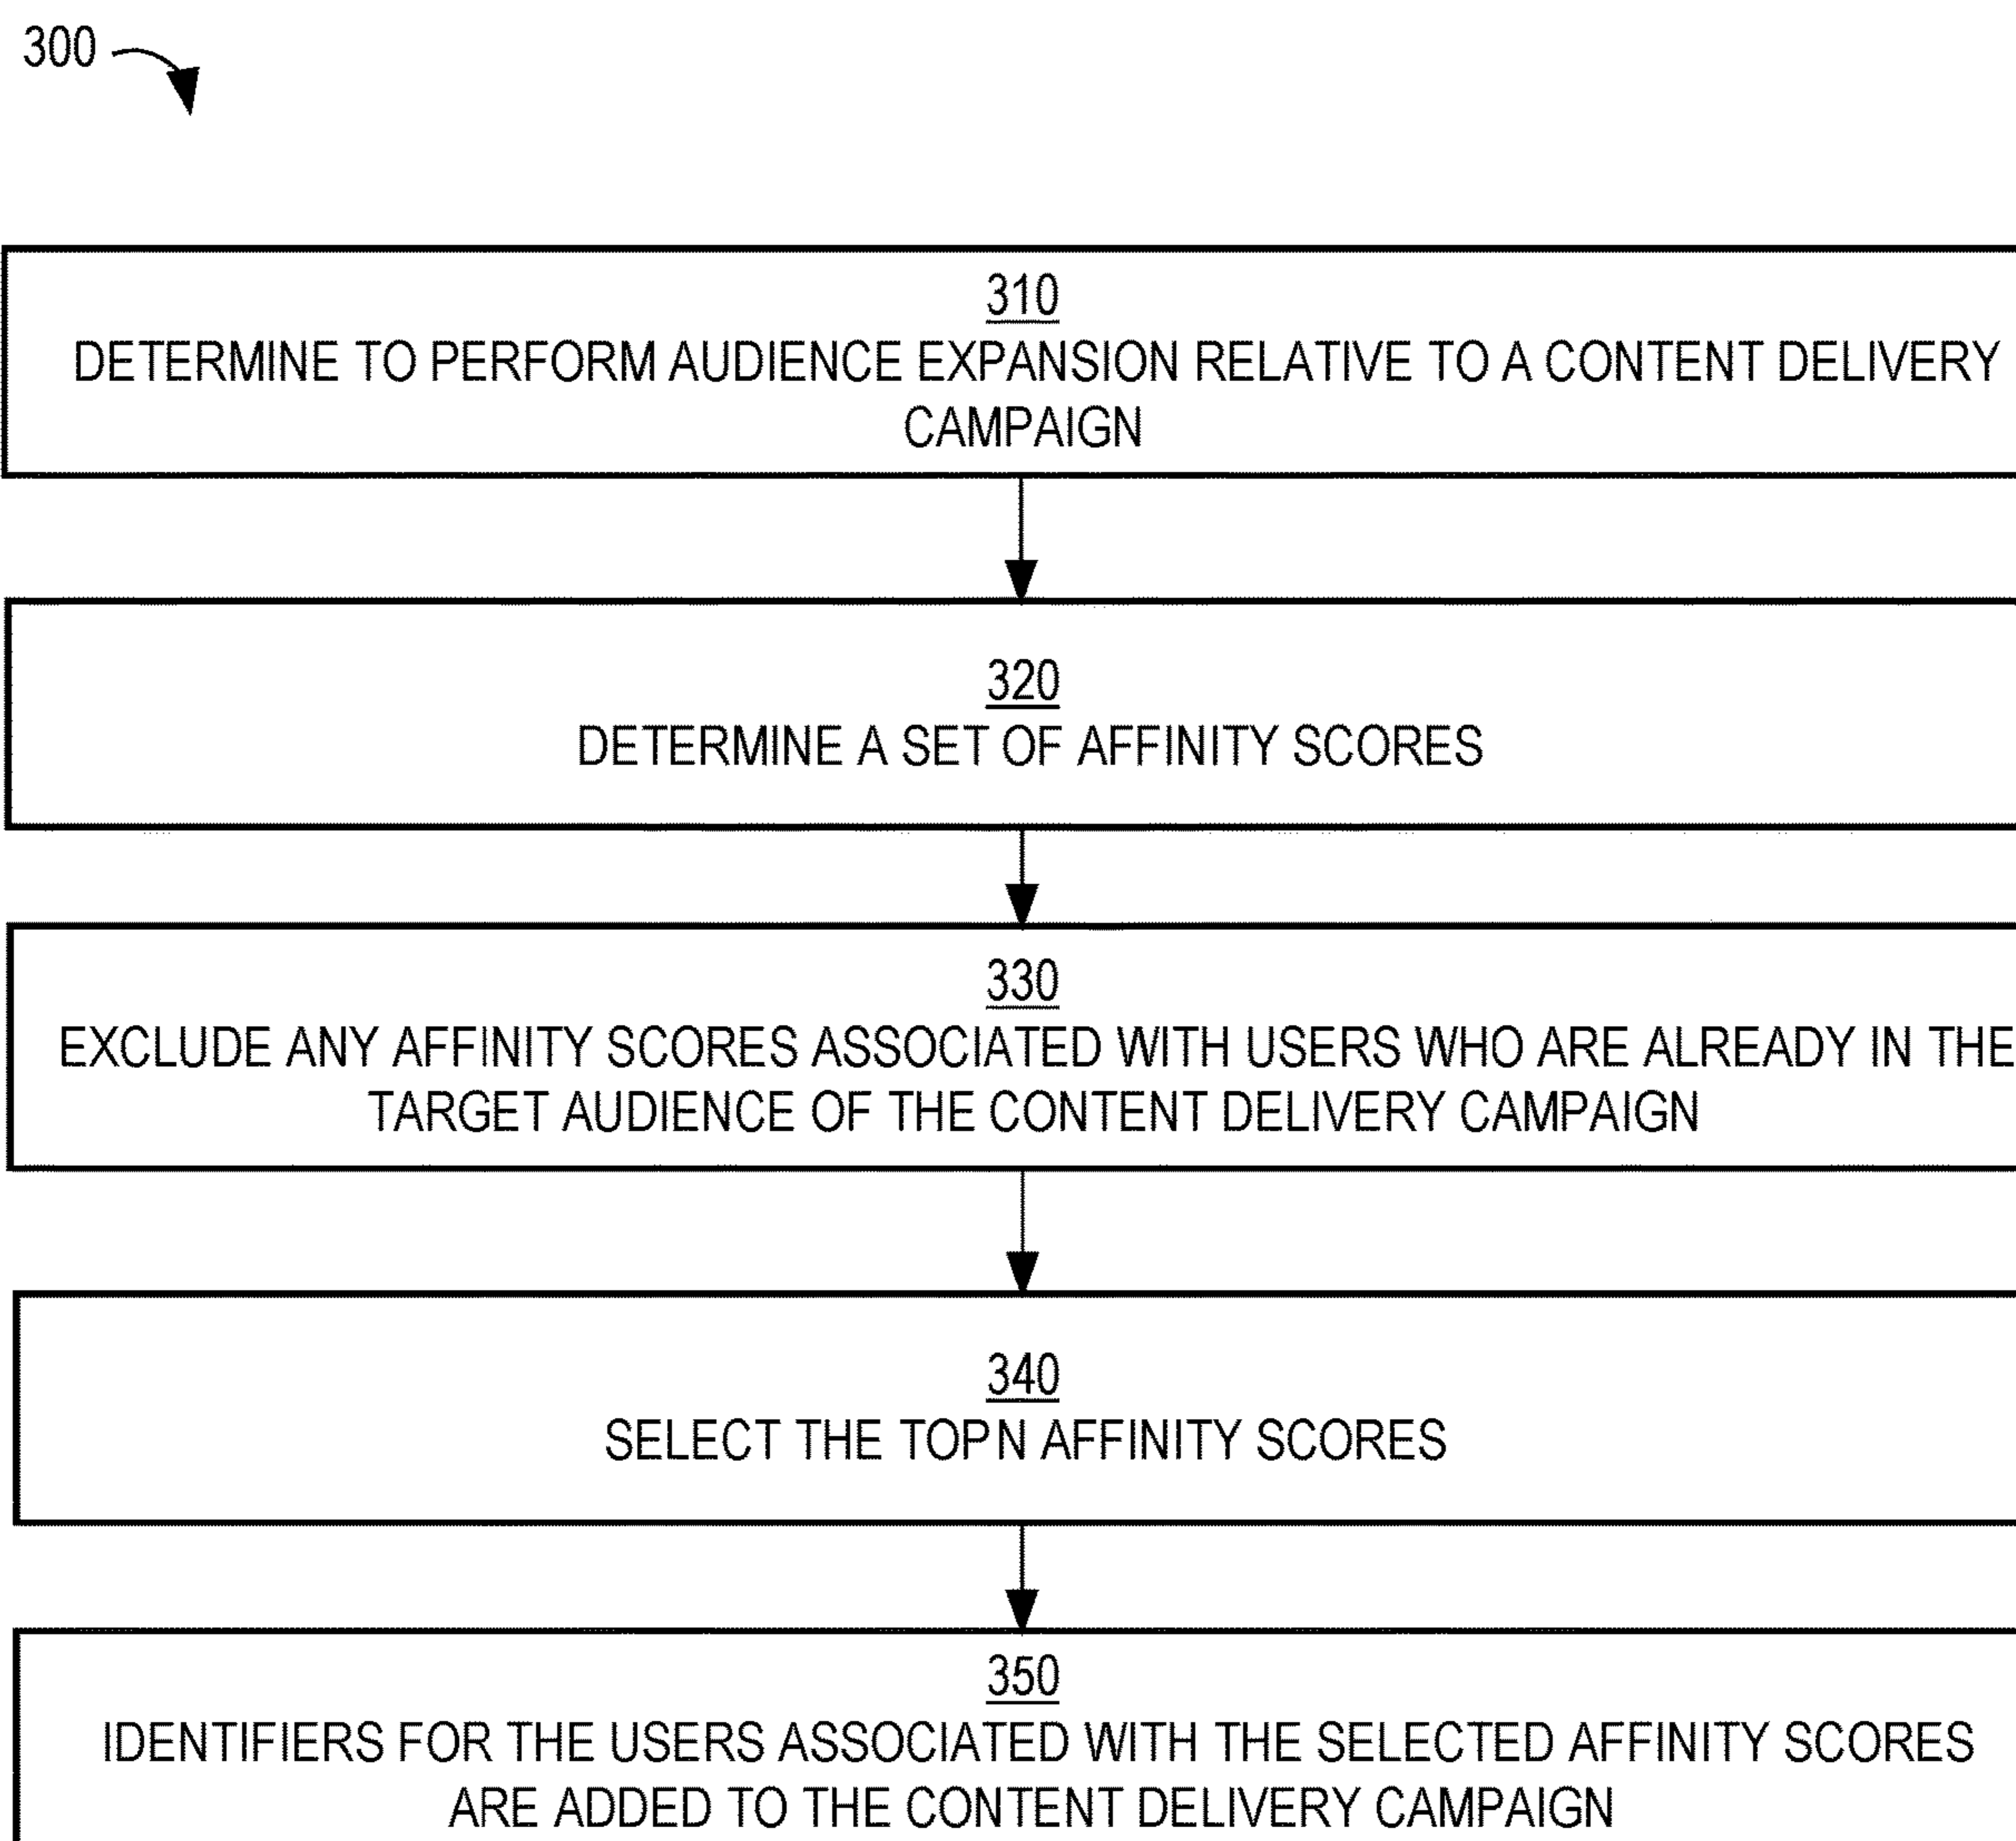 300
310
DETERMINE TO PERFORM AUDIENCE EXPANSION RELATIVE TO A CONTENT DELIVERY
CAMPAIGN
320
DETERMINE A SET OF AFFINITY SCORES
330
EXCLUDE ANY AFFINITY SCORES ASSOCIATED WITH USERS WHO ARE ALREADY IN THE
TARGET AUDIENCE OF THE CONTENT DELIVERY CAMPAIGN
340
SELECT THE TOP N AFFINITY SCORES
350
IDENTIFIERS FOR THE USERS ASSOCIATED WITH THE SELECTED AFFINITY SCORES
ARE ADDED TO THE CONTENT DELIVERY CAMPAIGN